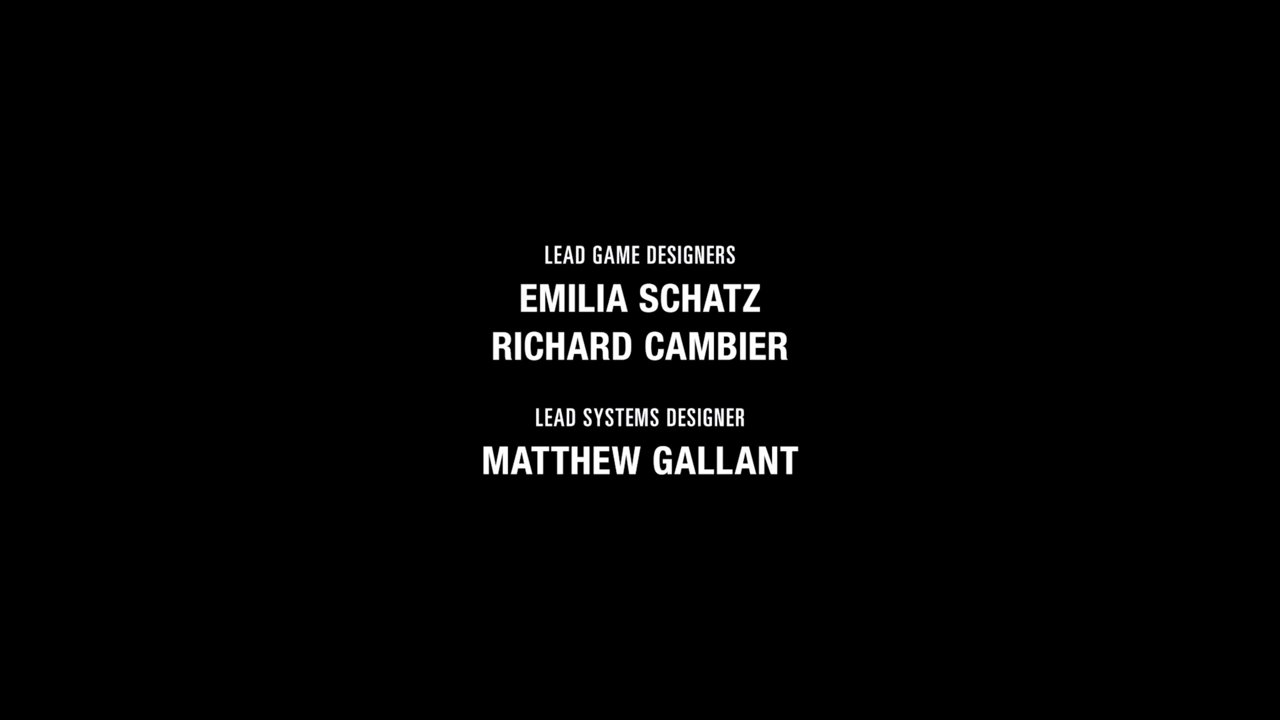 LEAD GAME DESIGNERS
EMILIA SCHATZ
RICHARD CAMBIER
LEAD SYSTEMS DESIGNER
MATTHEW GALLANT